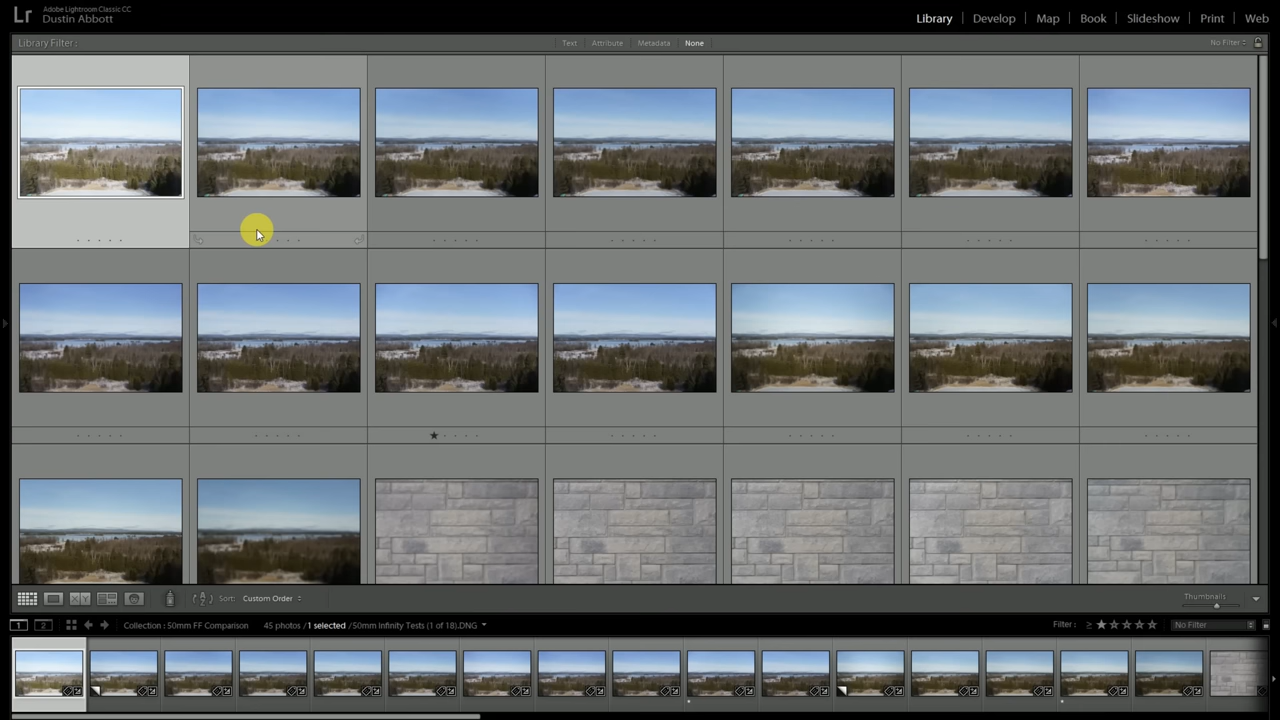 Lr
Adobe Lightroom Classic CC
Dustin Abbott
Library | Develop | Map | Book | Slideshow | Print | Web
Library Filter :
Text Attribute Metadata None
No Filter
Sort: Custom Order
Thumbnails
1 2 Collection : 50mm FF Comparison 45 photos / 1 selected / 50mm Infinity Tests (1 of 18).DNG
Filter : ≥ ★ No Filter